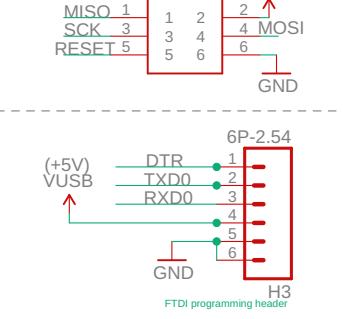 MISO 1 1 2 2
SCK 3 3 4 4 MOSI
RESET 5 5 6 6
GND
6P-2.54
(+5V)
VUSB
DTR 1
TXD0 2
RXD0 3
4
5
6
GND
H3
FTDI programming header